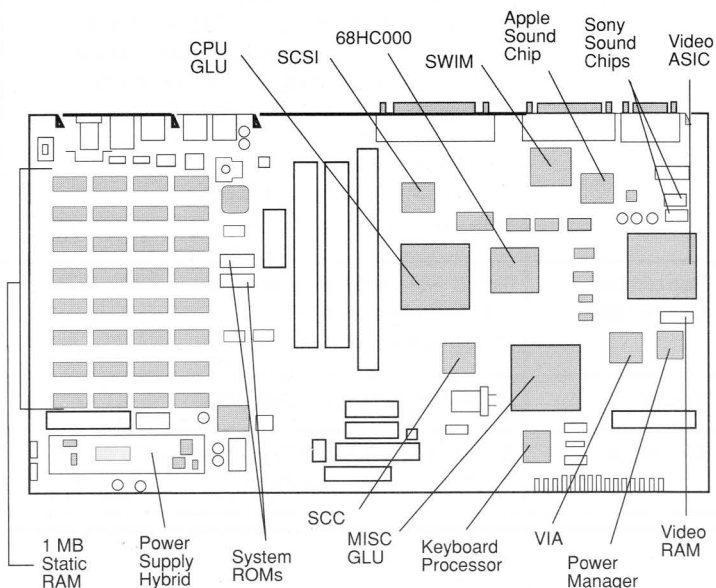 CPU
GLU
SCSI
68HC000
SWIM
Apple
Sound
Chip
Sony
Sound
Chips
Video
ASIC
1 MB
Static
RAM
Power
Supply
Hybrid
System
ROMs
SCC
MISC
GLU
Keyboard
Processor
VIA
Power
Manager
Video
RAM